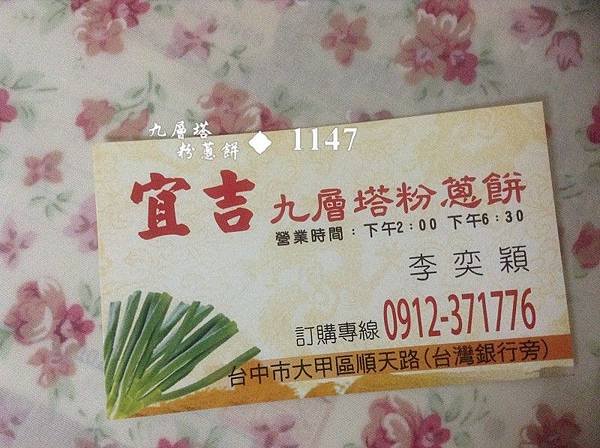 九層塔
粉蔥餅 ◆ 1147
宜吉 九層塔粉蔥餅
營業時間：下午2：00 下午6：30
李奕穎
訂購專線 0912-371776
台中市大甲區順天路(台灣銀行旁)